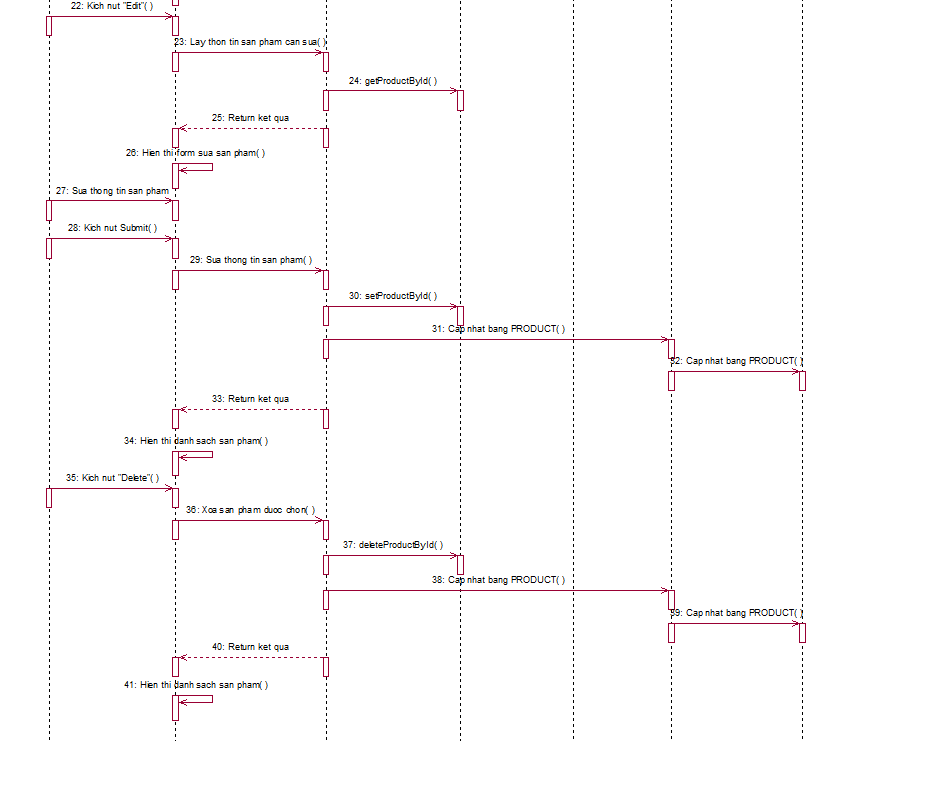 22: Kich nut "Edit"( )
23: Lay thon tin san pham can sua( )
24: getProductById( )
25: Return ket qua
26: Hien thi form sua san pham( )
27: Sua thong tin san pham
28: Kich nut Submit( )
29: Sua thong tin san pham( )
30: setProductById( )
31: Cap nhat bang PRODUCT( )
32: Cap nhat bang PRODUCT( )
33: Return ket qua
34: Hien thi danh sach san pham( )
35: Kich nut "Delete"( )
36: Xoa san pham duoc chon( )
37: deleteProductById( )
38: Cap nhat bang PRODUCT( )
39: Cap nhat bang PRODUCT( )
40: Return ket qua
41: Hien thi danh sach san pham( )